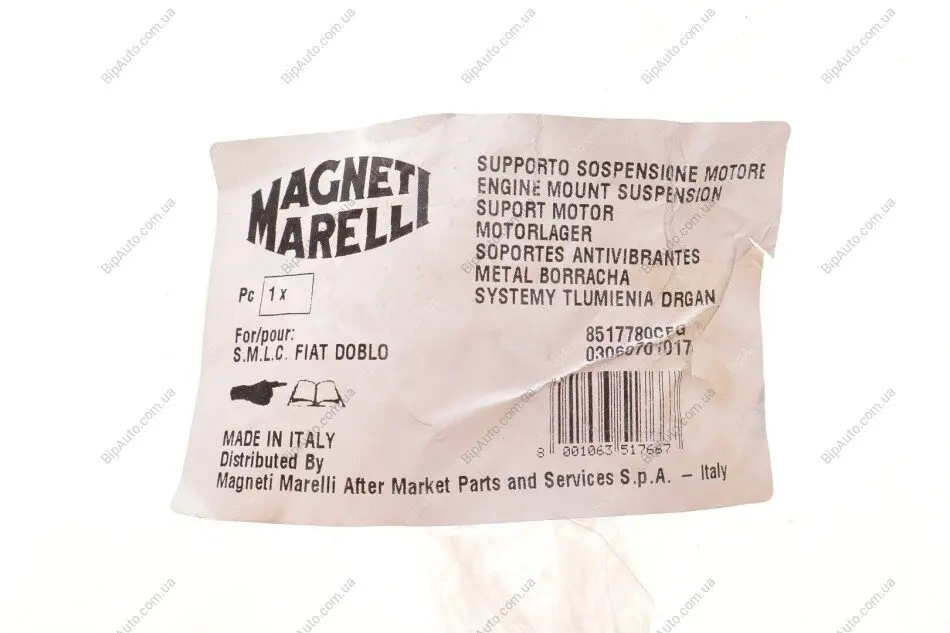 MAGNETI
MARELLI
SUPPORTO SOSPENSIONE MOTORE
ENGINE MOUNT SUSPENSION
SUPORT MOTOR
MOTORLAGER
SOPORTES ANTIVIBRANTES
METAL BORRACHA
SYSTEMY TLUMIENIA DRGAN
Pc 1 x
For/pour:
S.M.L.C. FIAT DOBLO
8517780CFG
03060701017
8 001063 517667
MADE IN ITALY
Distributed By
Magneti Marelli After Market Parts and Services S.p.A. – Italy
BipAuto.com.ua